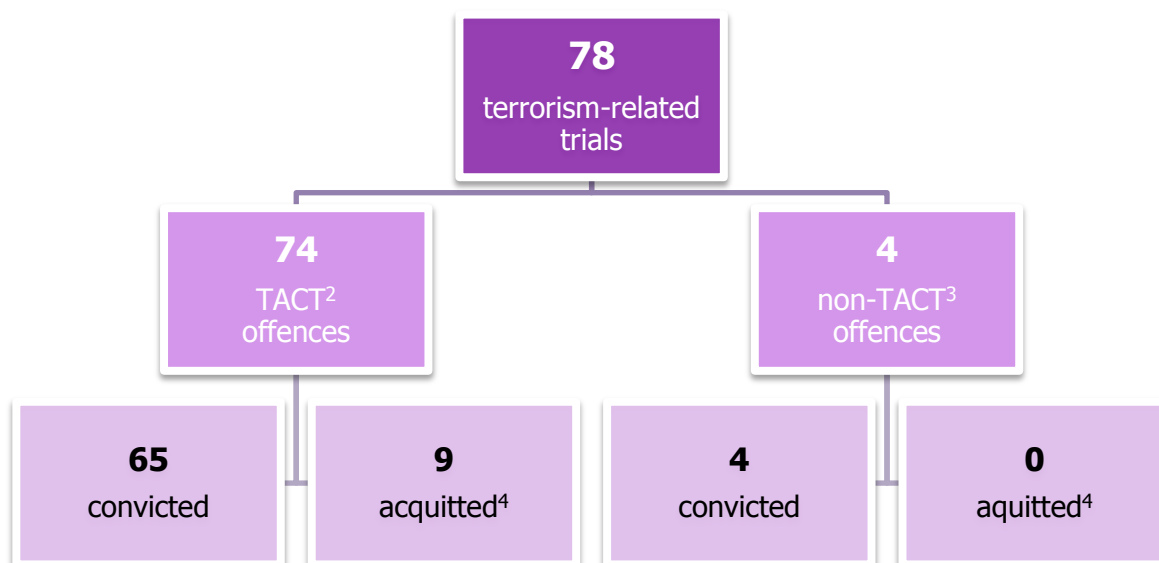 78
terrorism-related
trials
74
TACT²
offences
4
non-TACT³
offences
65
convicted
9
acquitted⁴
4
convicted
0
aquitted⁴